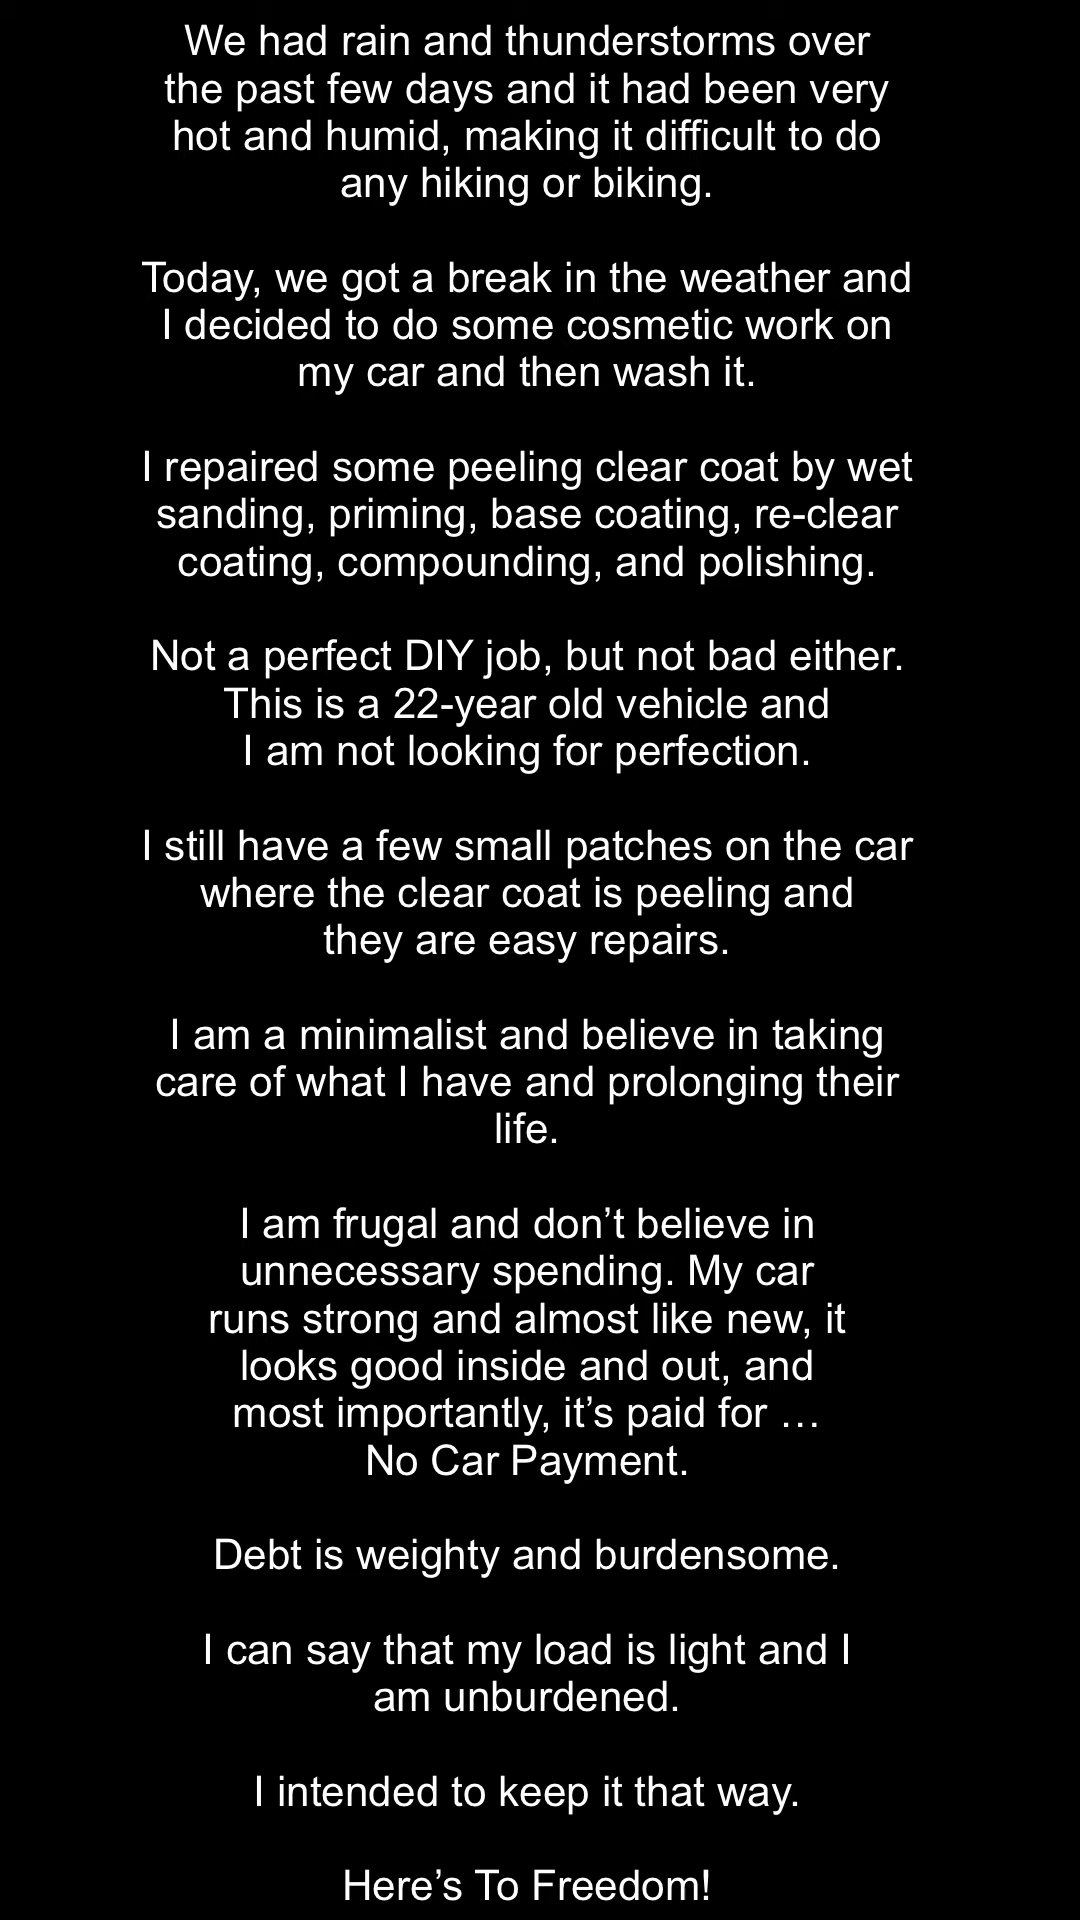 We had rain and thunderstorms over
the past few days and it had been very
hot and humid, making it difficult to do
any hiking or biking.
Today, we got a break in the weather and
I decided to do some cosmetic work on
my car and then wash it.
I repaired some peeling clear coat by wet
sanding, priming, base coating, re-clear
coating, compounding, and polishing.
Not a perfect DIY job, but not bad either.
This is a 22-year old vehicle and
I am not looking for perfection.
I still have a few small patches on the car
where the clear coat is peeling and
they are easy repairs.
I am a minimalist and believe in taking
care of what I have and prolonging their
life.
I am frugal and don’t believe in
unnecessary spending. My car
runs strong and almost like new, it
looks good inside and out, and
most importantly, it’s paid for …
No Car Payment.
Debt is weighty and burdensome.
I can say that my load is light and I
am unburdened.
I intended to keep it that way.
Here’s To Freedom!